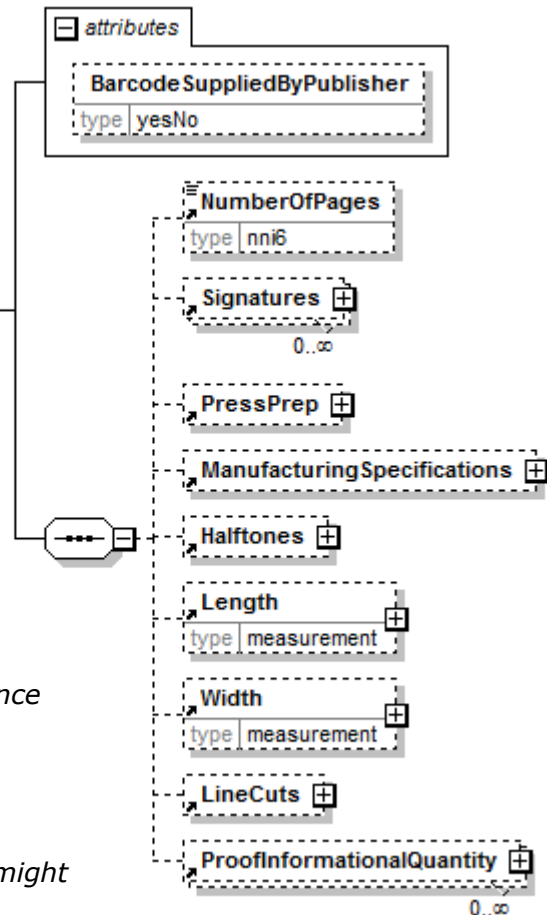 attributes
BarcodeSuppliedByPublisher
type yesNo
NumberOfPages
type nni6
Signatures
0..∞
PressPrep
ManufacturingSpecifications
Halftones
Length
type measurement
nce
Width
type measurement
LineCuts
might
ProofInformationalQuantity
0..∞